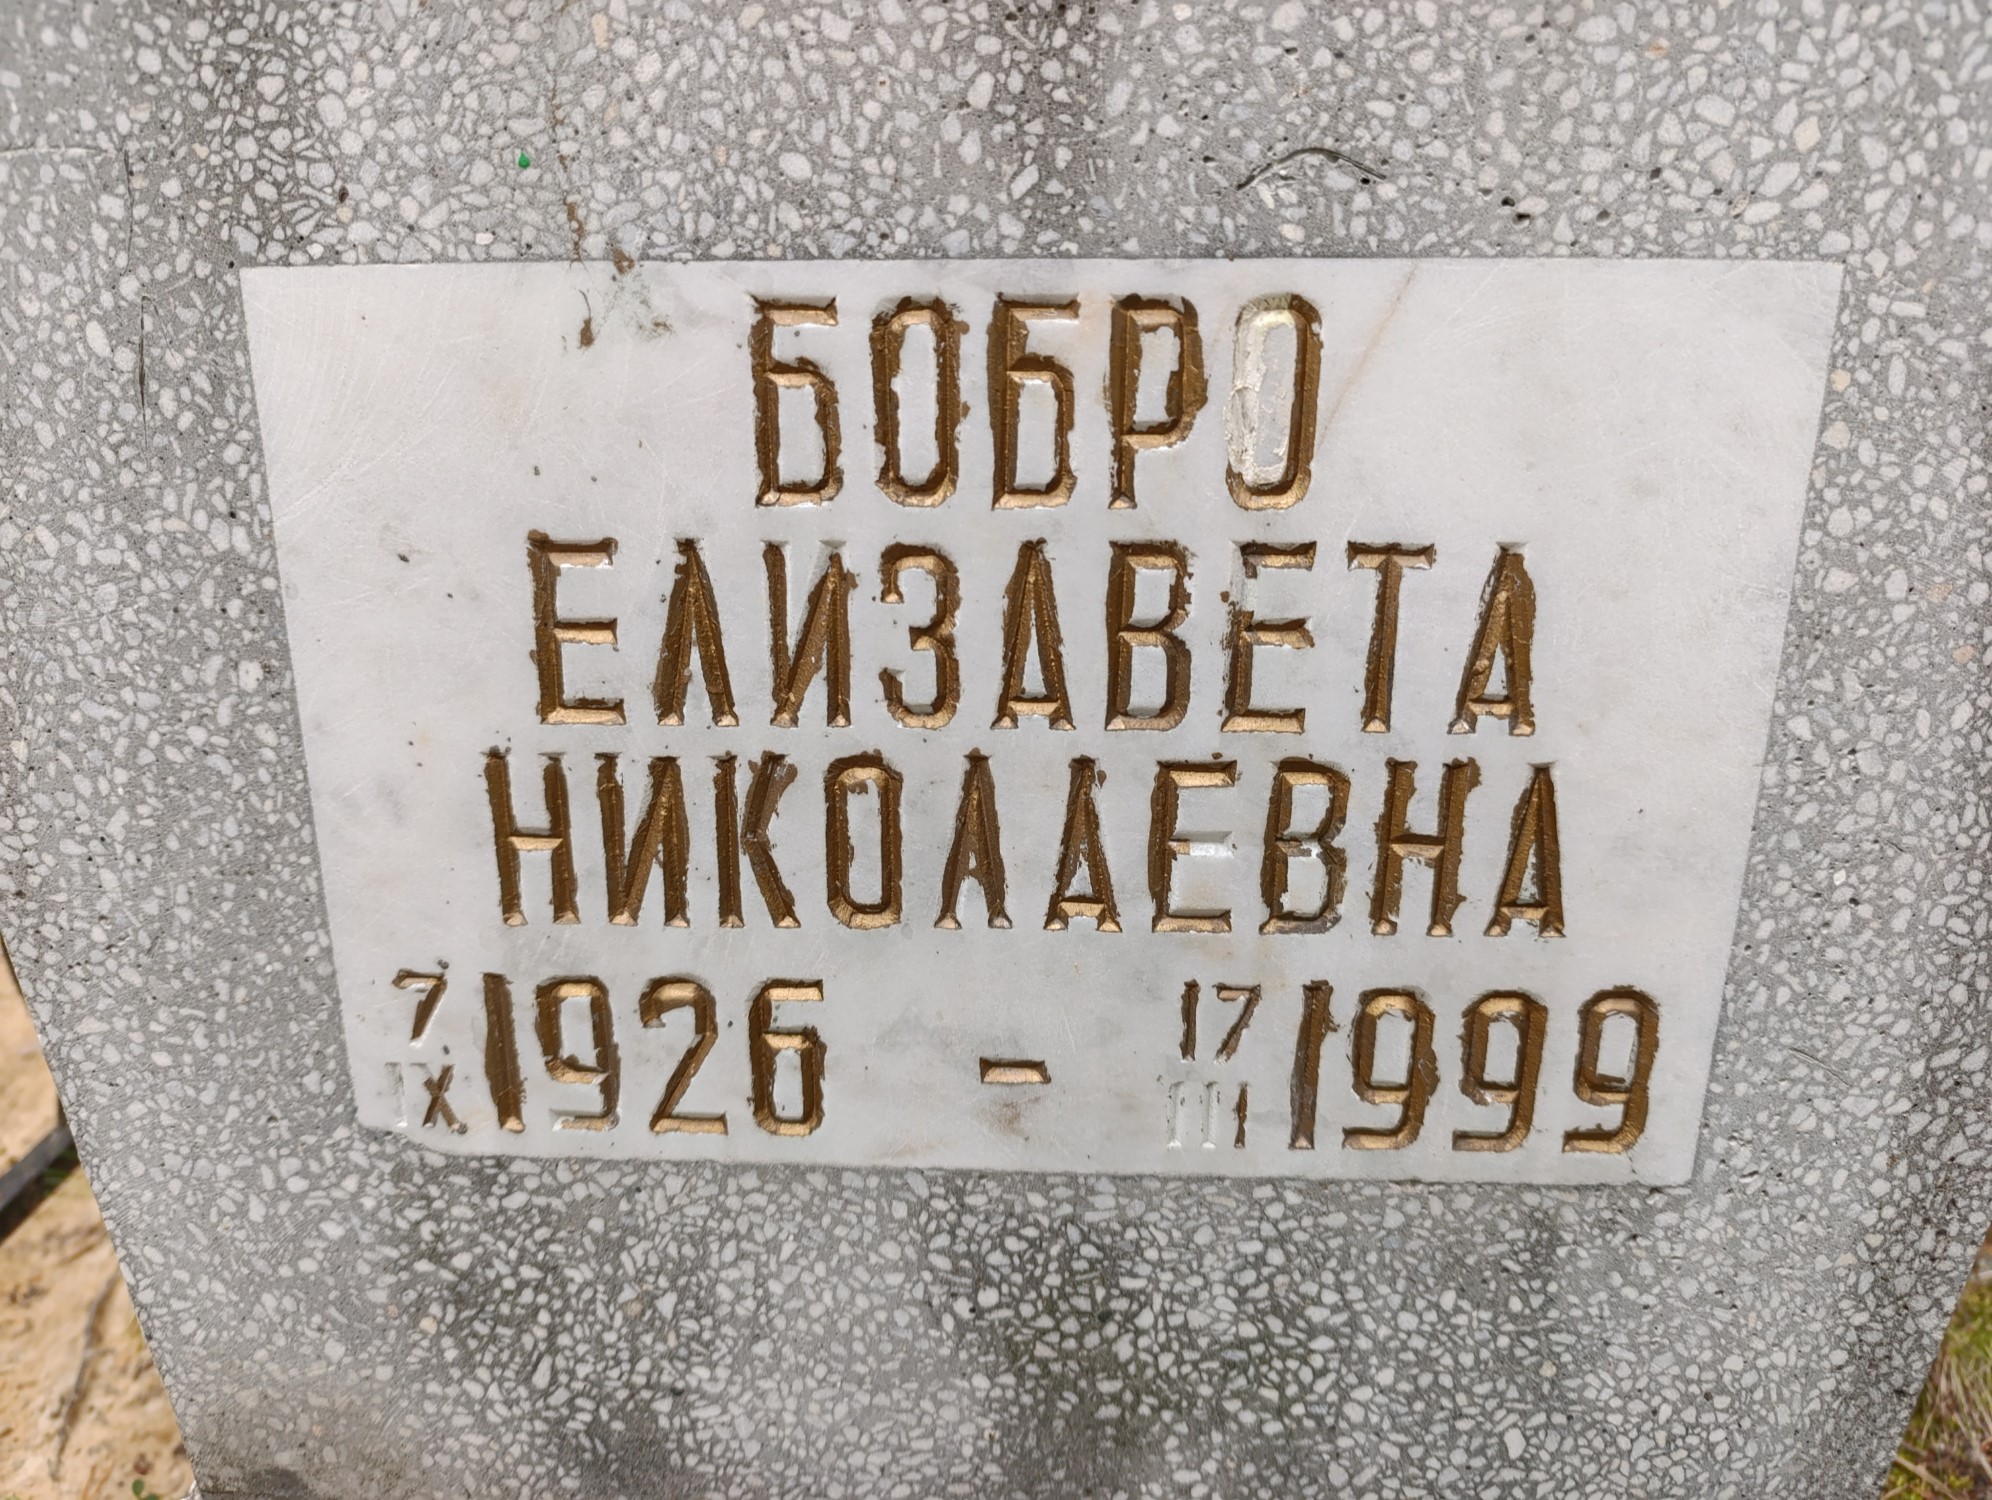 БОБРО
ЕЛИЗАВЕТА
НИКОЛАЕВНА
7/IX 1926 - 17/III 1999